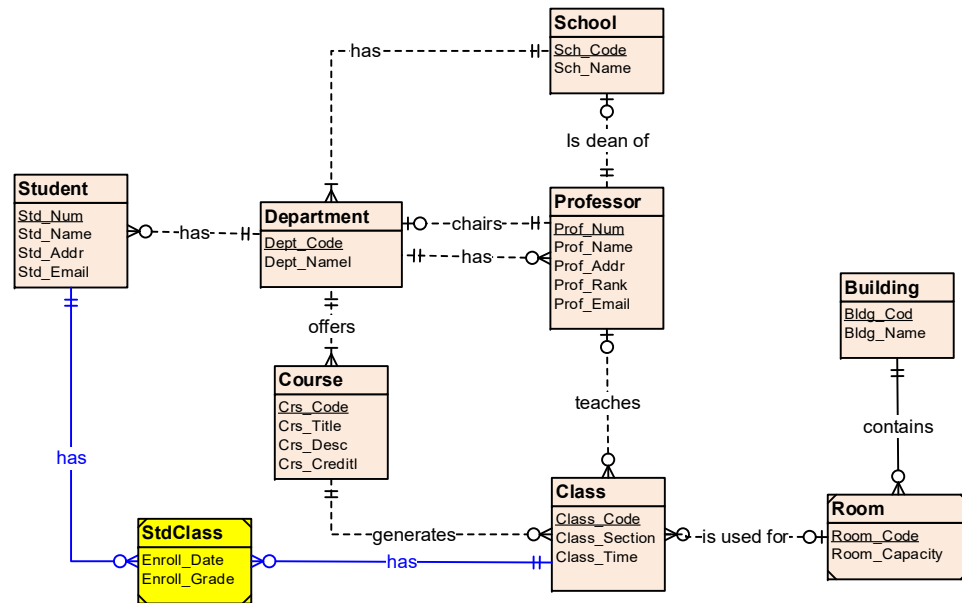 School
Sch_Code
Sch_Name
has
Is dean of
Student
Std_Num
Std_Name
Std_Addr
Std_Email
has
Department
Dept_Code
Dept_Namel
chairs
has
Professor
Prof_Num
Prof_Name
Prof_Addr
Prof_Rank
Prof_Email
Building
Bldg_Cod
Bldg_Name
offers
Course
Crs_Code
Crs_Title
Crs_Desc
Crs_Creditl
teaches
contains
has
generates
Class
Class_Code
Class_Section
Class_Time
is used for
Room
Room_Code
Room_Capacity
StdClass
Enroll_Date
Enroll_Grade
has